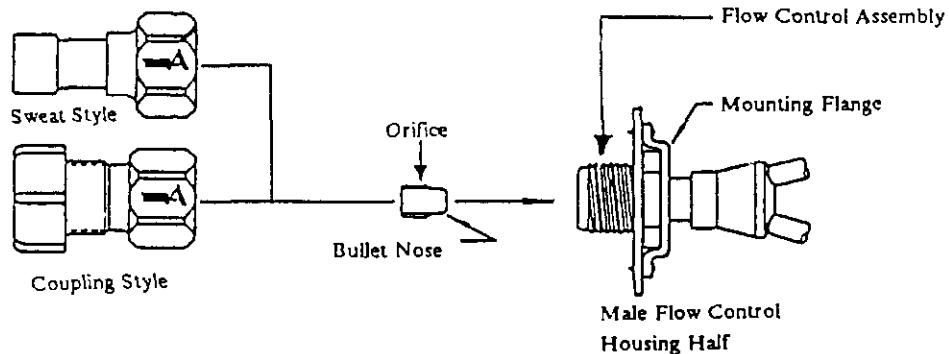 Flow Control Assembly
Mounting Flange
Sweat Style
Orifice
Bullet Nose
Coupling Style
Male Flow Control
Housing Half